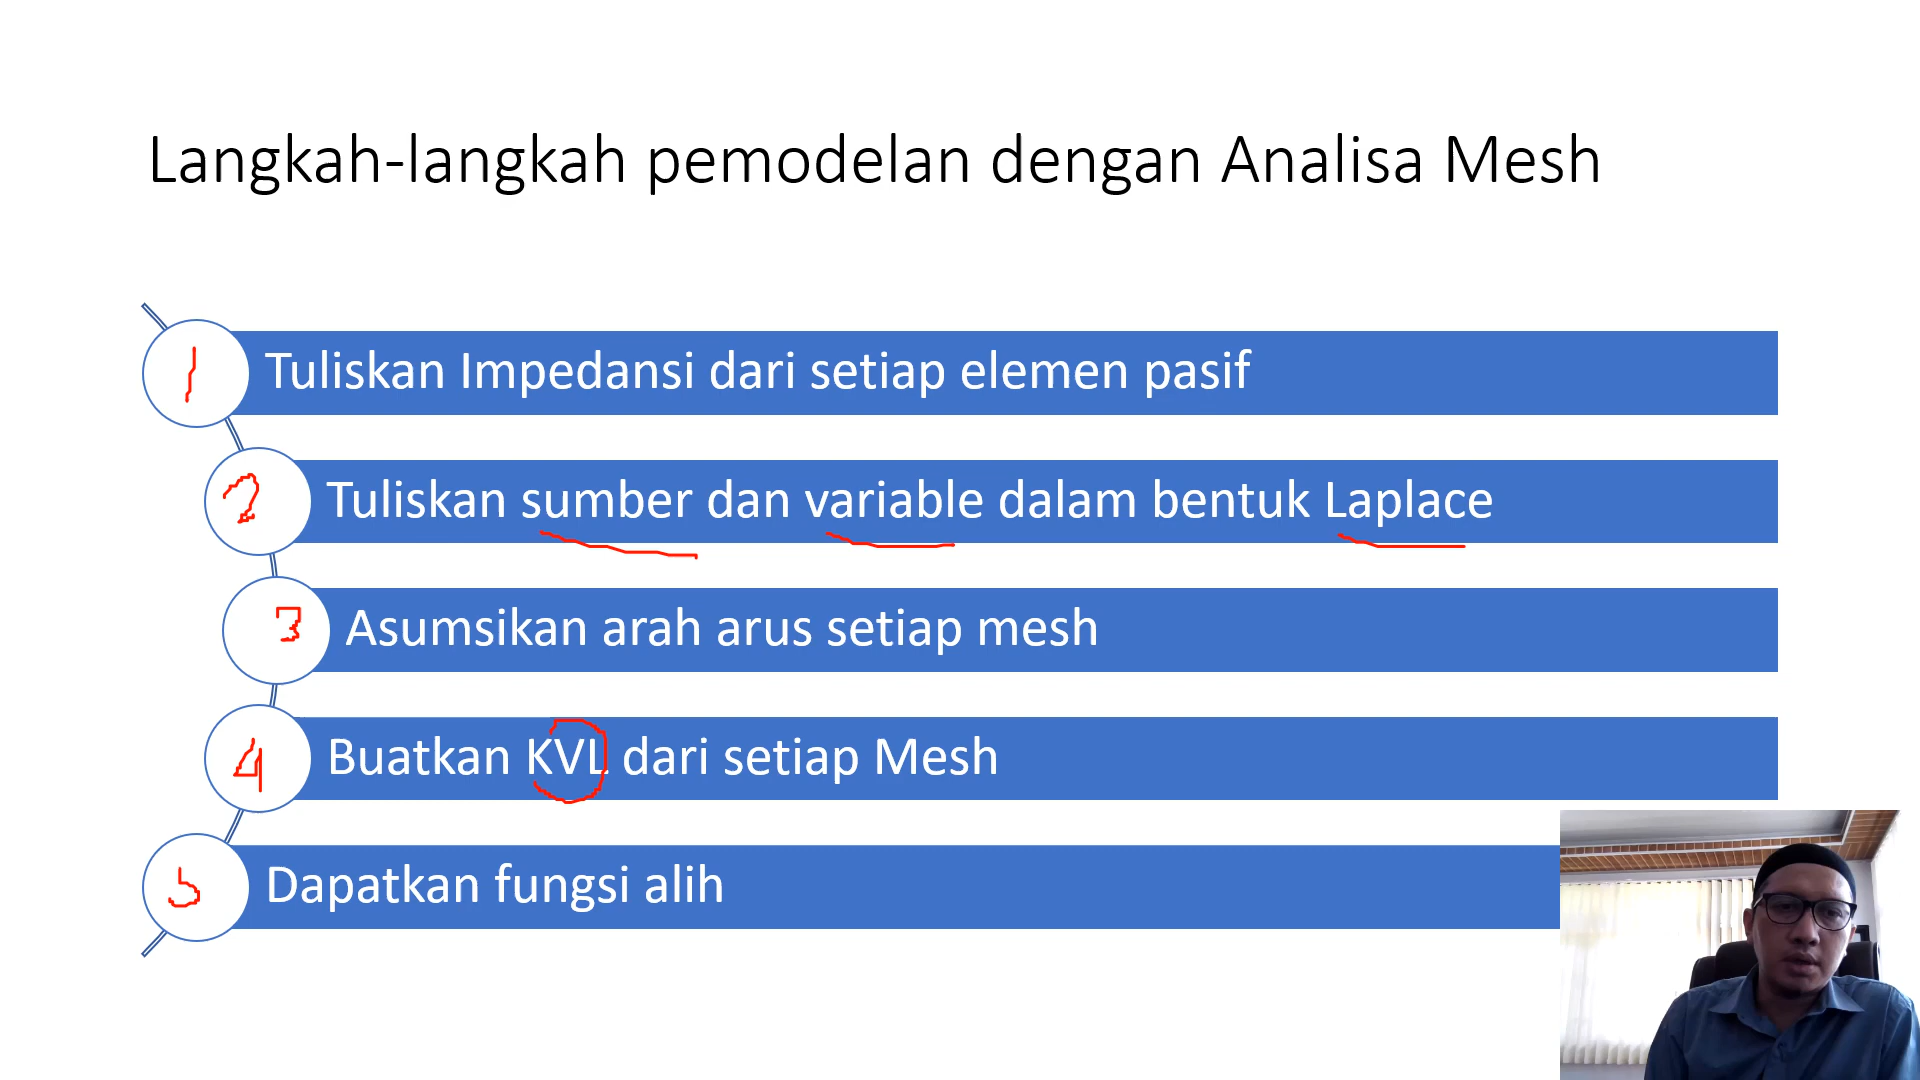 Langkah-langkah pemodelan dengan Analisa Mesh
1 Tuliskan Impedansi dari setiap elemen pasif
2 Tuliskan sumber dan variable dalam bentuk Laplace
3 Asumsikan arah arus setiap mesh
4 Buatkan KVL dari setiap Mesh
5 Dapatkan fungsi alih